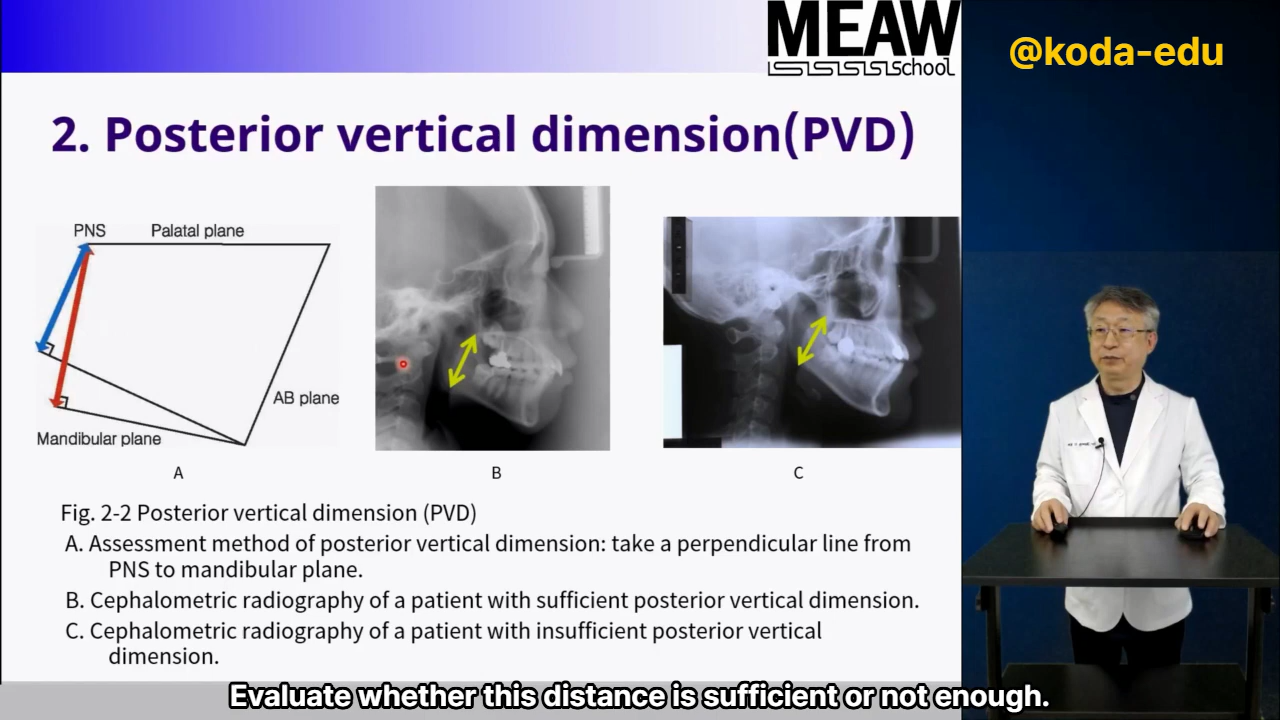 MEAW
school
@koda-edu
2. Posterior vertical dimension(PVD)
PNS
Palatal plane
AB plane
Mandibular plane
A
B
C
Fig. 2-2 Posterior vertical dimension (PVD)
A. Assessment method of posterior vertical dimension: take a perpendicular line from
PNS to mandibular plane.
B. Cephalometric radiography of a patient with sufficient posterior vertical dimension.
C. Cephalometric radiography of a patient with insufficient posterior vertical
dimension.
Evaluate whether this distance is sufficient or not enough.